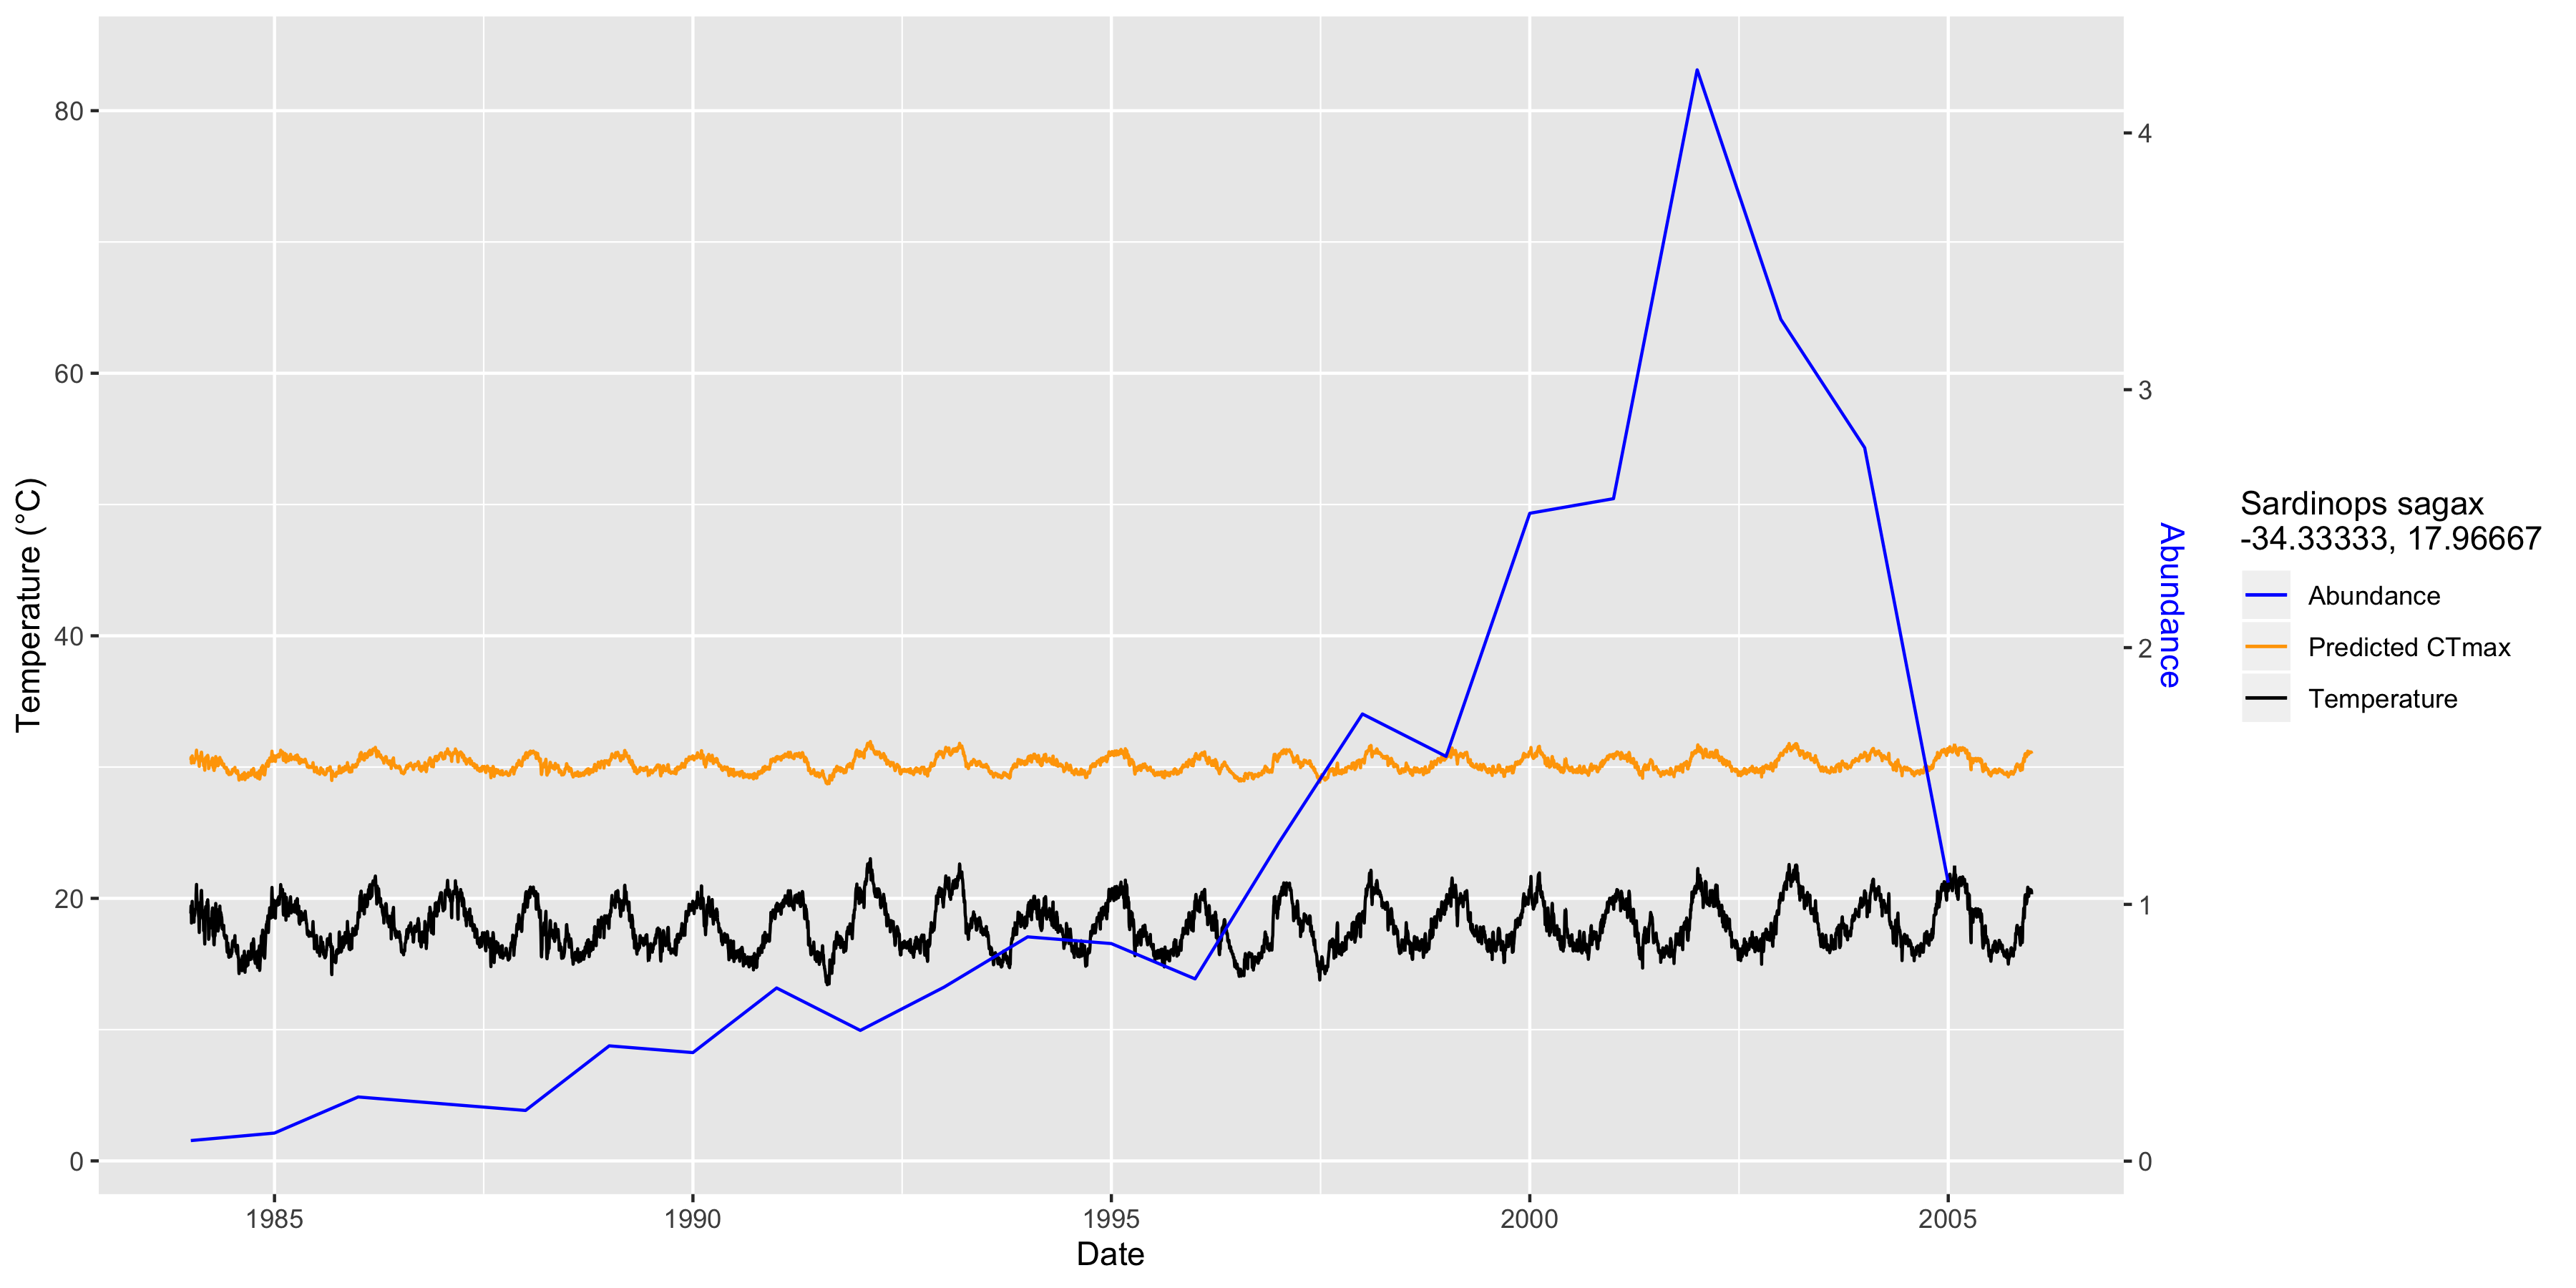 80
60
40
20
0
Temperature (°C)
1985
1990
1995
2000
2005
Date
4
3
2
1
0
Abundance
Sardinops sagax
-34.33333, 17.96667
Abundance
Predicted CTmax
Temperature